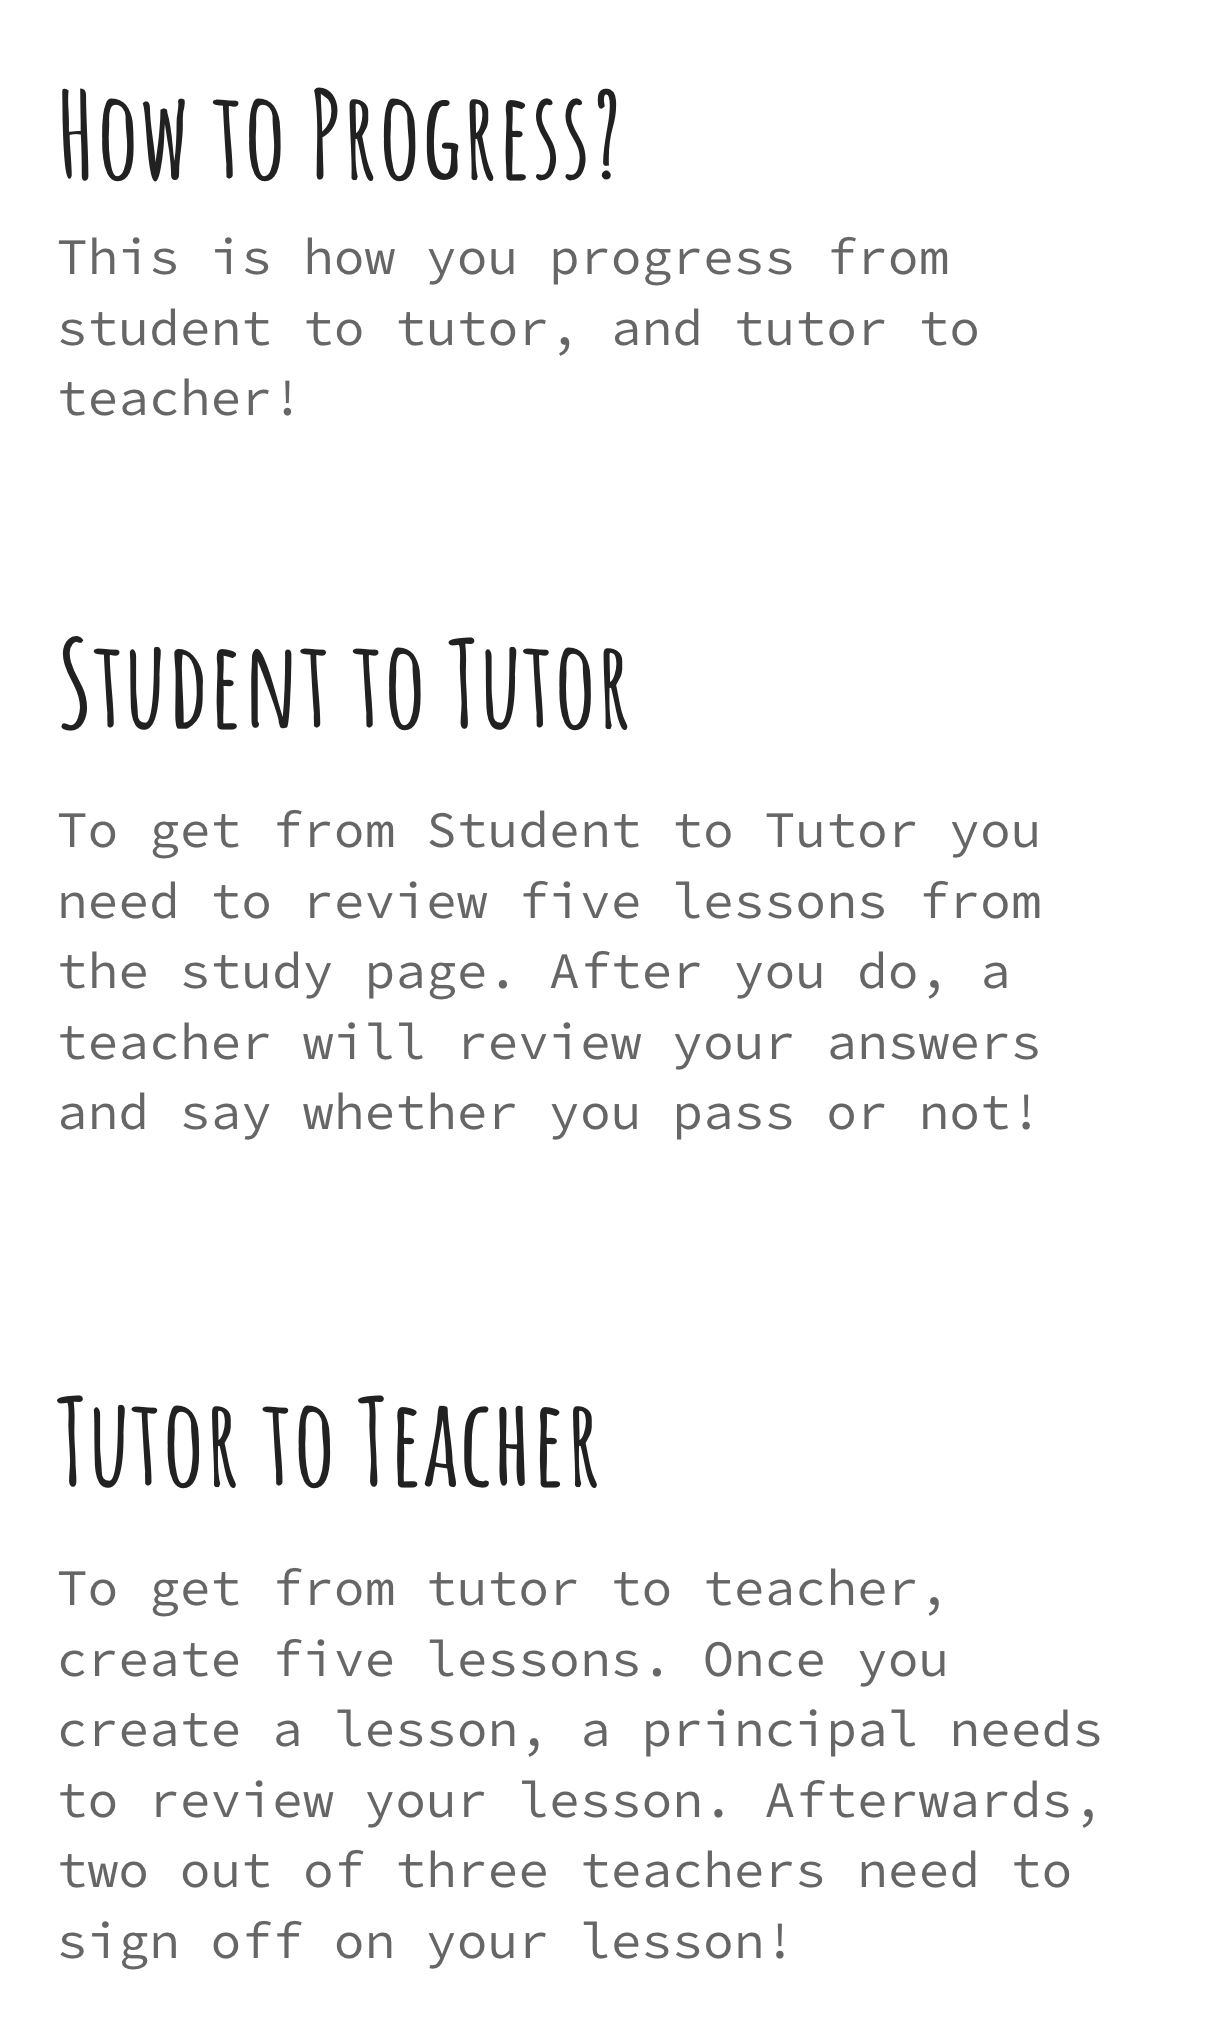 How to Progress?
This is how you progress from
student to tutor, and tutor to
teacher!
Student to Tutor
To get from Student to Tutor you
need to review five lessons from
the study page. After you do, a
teacher will review your answers
and say whether you pass or not!
Tutor to Teacher
To get from tutor to teacher,
create five lessons. Once you
create a lesson, a principal needs
to review your lesson. Afterwards,
two out of three teachers need to
sign off on your lesson!